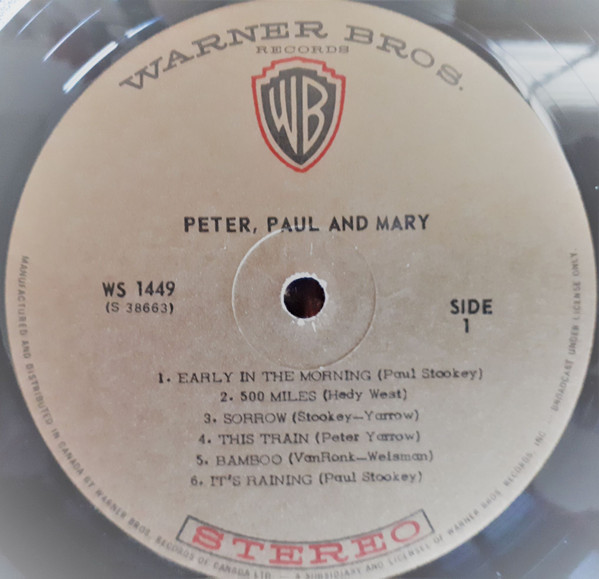 WARNER BROS.
RECORDS
WB
PETER, PAUL AND MARY
WS 1449
(S 38663)
SIDE
1
1. EARLY IN THE MORNING (Paul Stookey)
2. 500 MILES (Hedy West)
3. SORROW (Stookey-Yarrow)
4. THIS TRAIN (Peter Yarrow)
5. BAMBOO (VanRonk-Weisman)
6. IT'S RAINING (Paul Stookey)
STEREO
MANUFACTURED AND DISTRIBUTED IN CANADA BY WARNER BROS. RECORDS OF CANADA LTD. - A SUBSIDIARY AND LICENSEE OF WARNER BROS. RECORDS, INC. - BROADCAST UNDER LICENSE ONLY.